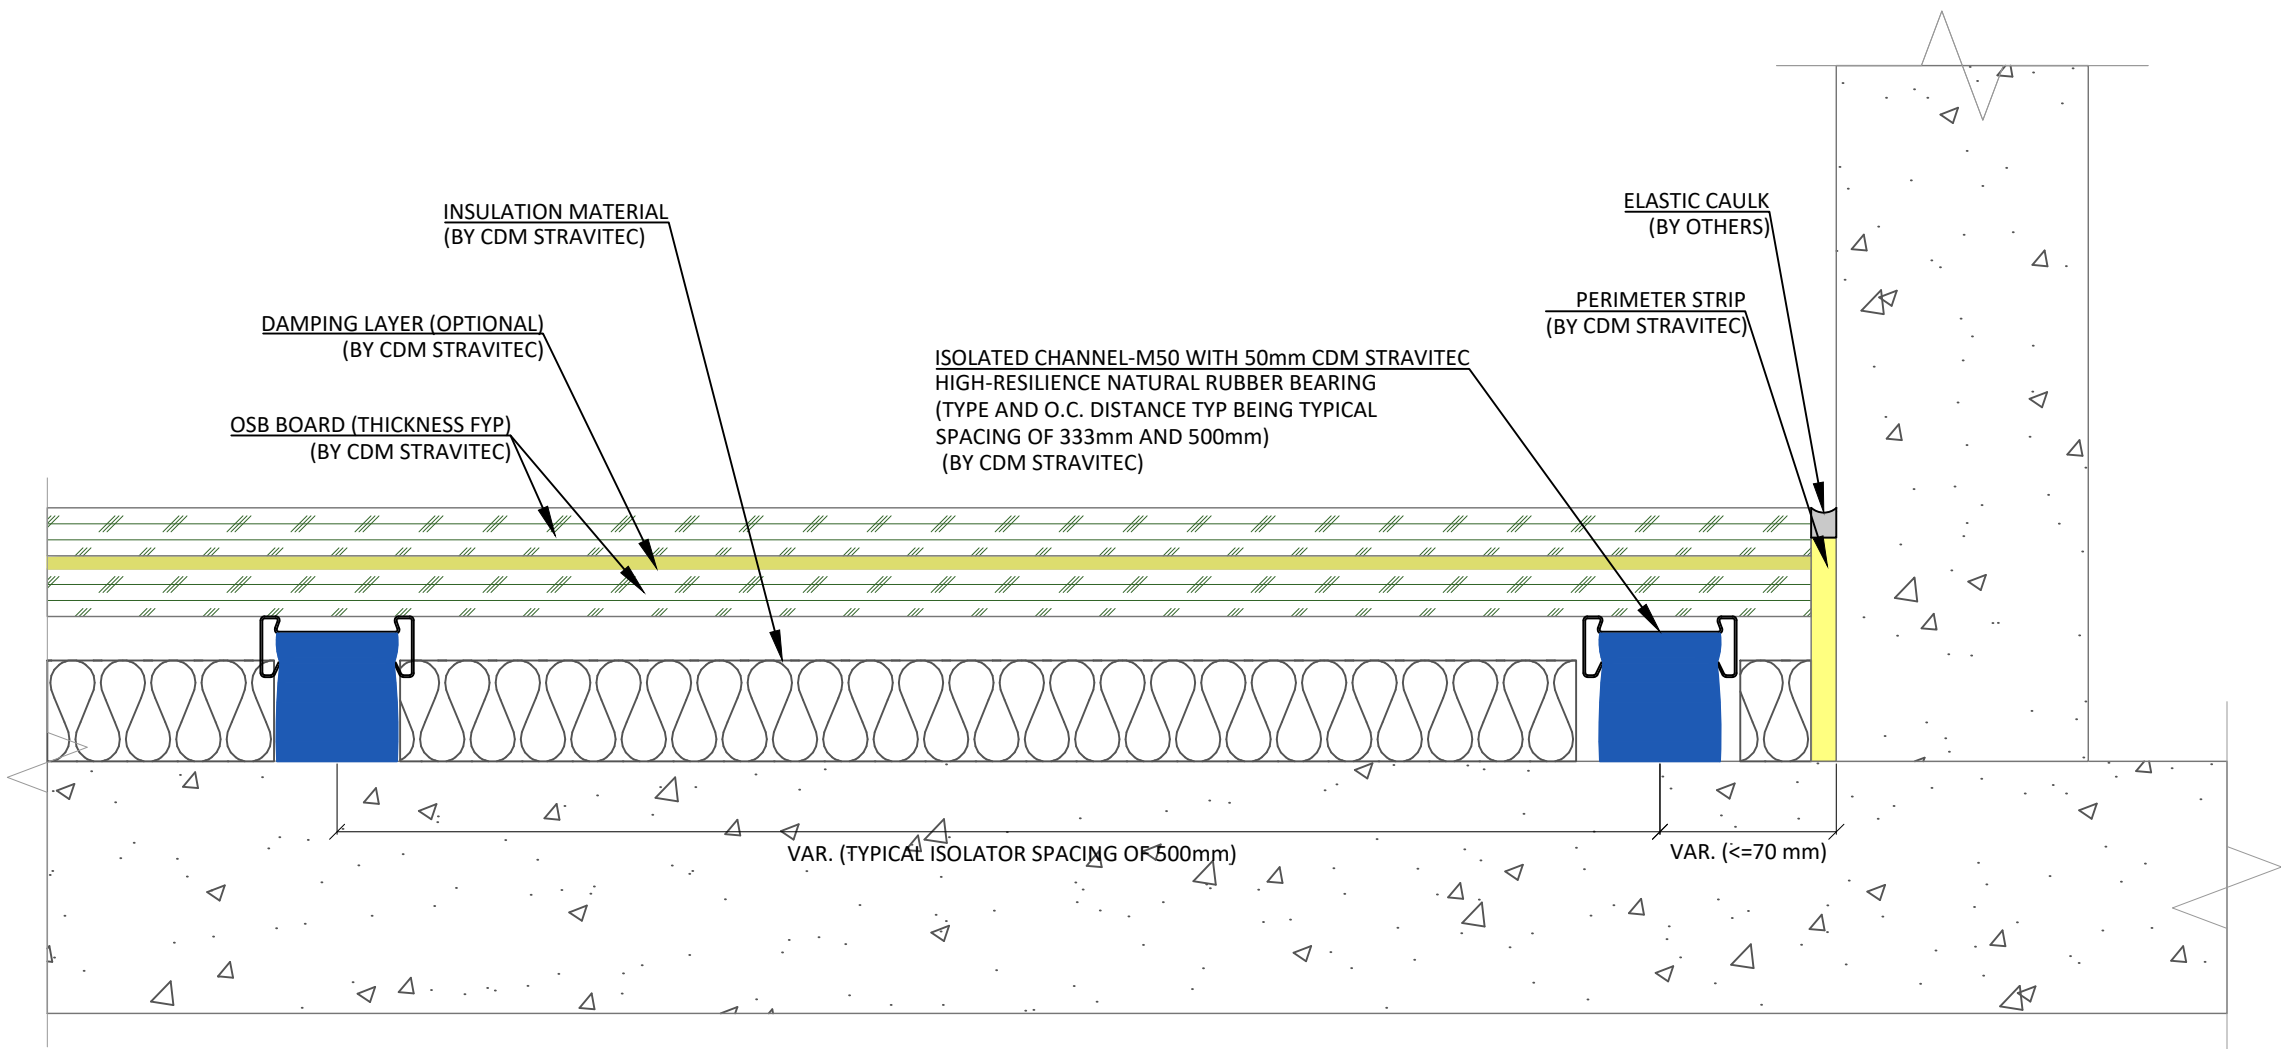 INSULATION MATERIAL
(BY CDM STRAVITEC)
DAMPING LAYER (OPTIONAL)
(BY CDM STRAVITEC)
OSB BOARD (THICKNESS FYP)
(BY CDM STRAVITEC)
ISOLATED CHANNEL-M50 WITH 50mm CDM STRAVITEC
HIGH-RESILIENCE NATURAL RUBBER BEARING
(TYPE AND O.C. DISTANCE TYP BEING TYPICAL
SPACING OF 333mm AND 500mm)
(BY CDM STRAVITEC)
ELASTIC CAULK
(BY OTHERS)
PERIMETER STRIP
(BY CDM STRAVITEC)
VAR. (TYPICAL ISOLATOR SPACING OF 500mm)
VAR. (<=70 mm)